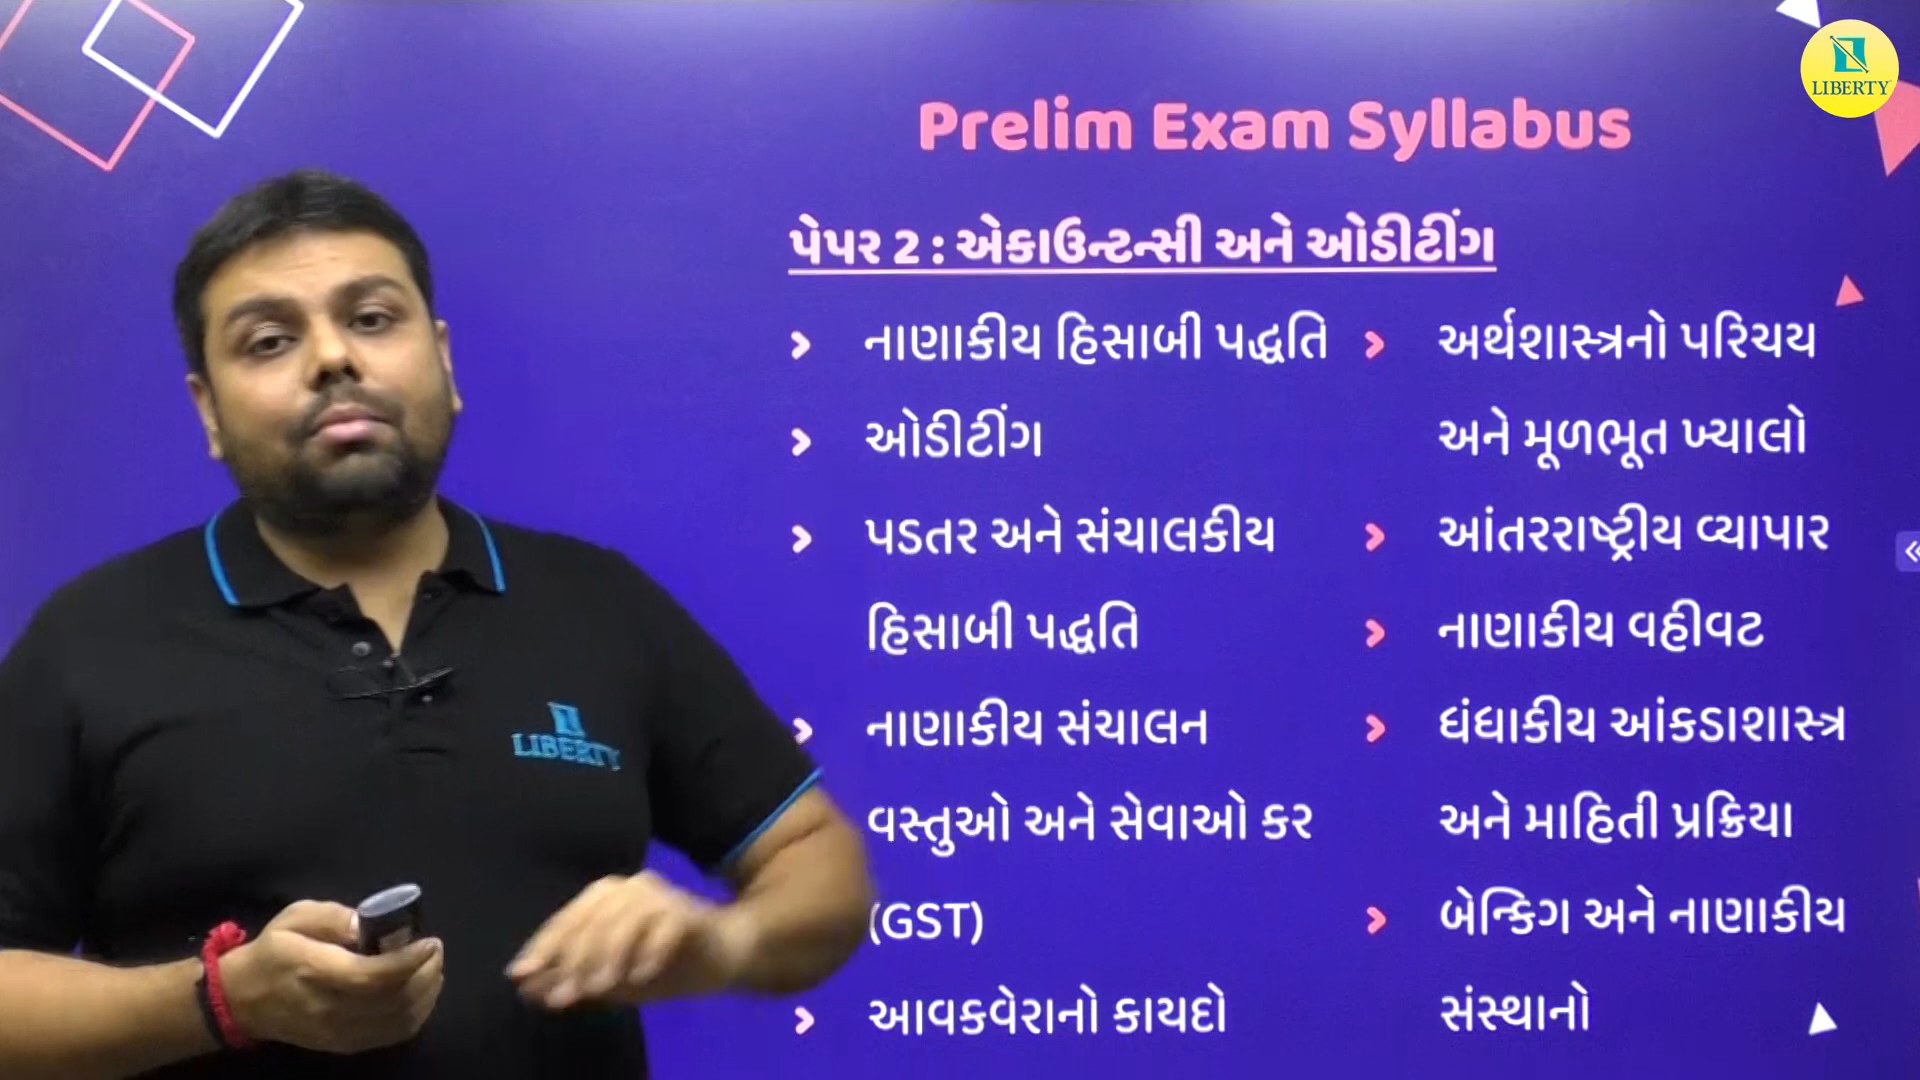 LIBERTY
Prelim Exam Syllabus
પેપર 2 : એકાઉન્ટન્સી અને ઓડીટીંગ
નાણાકીય હિસાબી પદ્ધતિ
ઓડીટીંગ
પડતર અને સંચાલકીય
હિસાબી પદ્ધતિ
નાણાકીય સંચાલન
વસ્તુઓ અને સેવાઓ કર
(GST)
આવકવેરાનો કાયદો
અર્થશાસ્ત્રનો પરિચય
અને મૂળભૂત ખ્યાલો
આંતરરાષ્ટ્રીય વ્યાપાર
નાણાકીય વહીવટ
ધંધાકીય આંકડાશાસ્ત્ર
અને માહિતી પ્રક્રિયા
બેન્કિગ અને નાણાકીય
સંસ્થાનો
LIBERTY